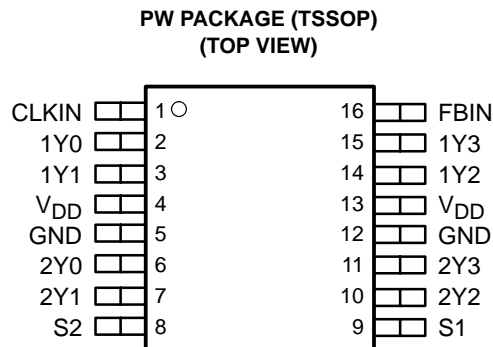 PW PACKAGE (TSSOP)
(TOP VIEW)
CLKIN 1 16 FBIN
1Y0 2 15 1Y3
1Y1 3 14 1Y2
VDD 4 13 VDD
GND 5 12 GND
2Y0 6 11 2Y3
2Y1 7 10 2Y2
S2 8 9 S1